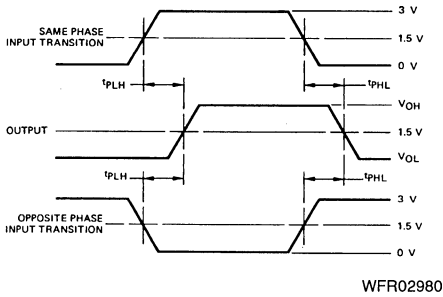 SAME PHASE
INPUT TRANSITION
3 V
1.5 V
0 V
tPLH
tPHL
OUTPUT
VOH
1.5 V
VOL
tPLH
tPHL
OPPOSITE PHASE
INPUT TRANSITION
3 V
1.5 V
0 V
WFR02980